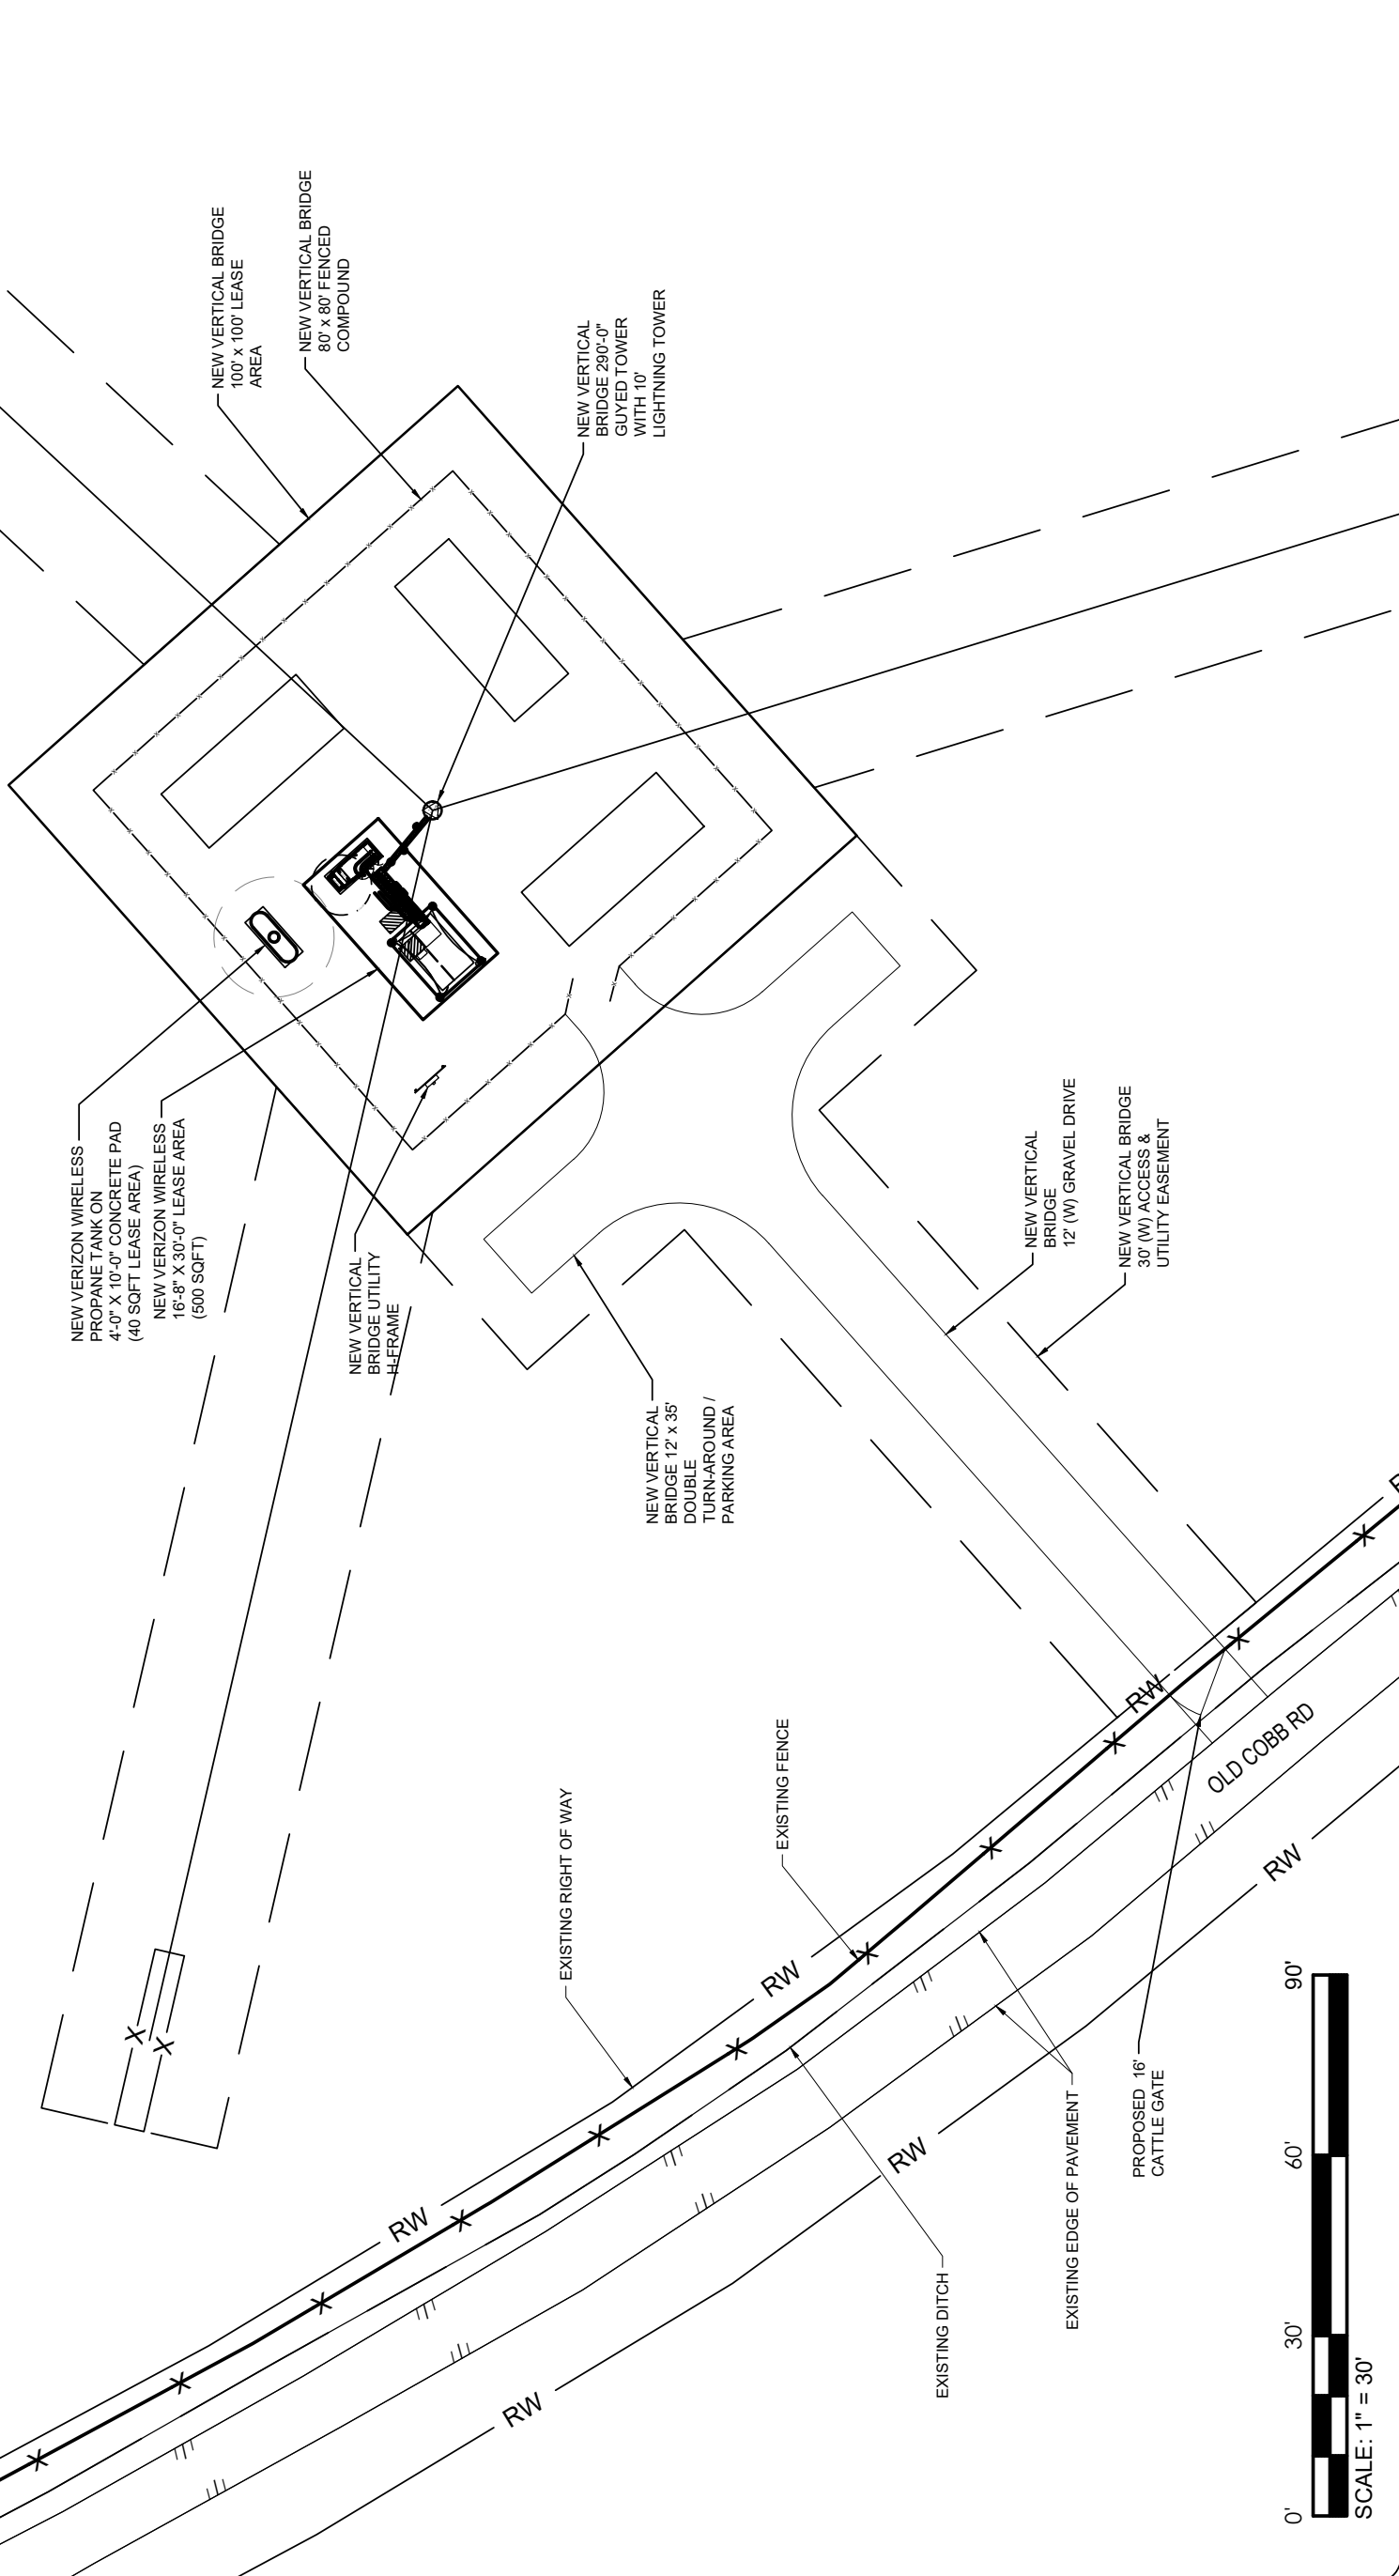 NEW VERTICAL BRIDGE
100' x 100' LEASE
AREA
NEW VERTICAL BRIDGE
80' x 80' FENCED
COMPOUND
NEW VERTICAL
BRIDGE 290'-0"
GUYED TOWER
WITH 10'
LIGHTNING TOWER
NEW VERIZON WIRELESS
PROPANE TANK ON
4'-0" X 10'-0" CONCRETE PAD
(40 SQFT LEASE AREA)
NEW VERIZON WIRELESS
16'-8" X 30'-0" LEASE AREA
(500 SQFT)
NEW VERTICAL
BRIDGE UTILITY
H-FRAME
NEW VERTICAL
BRIDGE 12' x 35'
DOUBLE
TURN-AROUND /
PARKING AREA
NEW VERTICAL
BRIDGE
12' (W) GRAVEL DRIVE
NEW VERTICAL BRIDGE
30' (W) ACCESS &
UTILITY EASEMENT
EXISTING RIGHT OF WAY
EXISTING FENCE
RW
RW
RW
OLD COBB RD
RW
RW
RW
EXISTING DITCH
EXISTING EDGE OF PAVEMENT
PROPOSED 16'
CATTLE GATE
0' 30' 60' 90'
SCALE: 1" = 30'